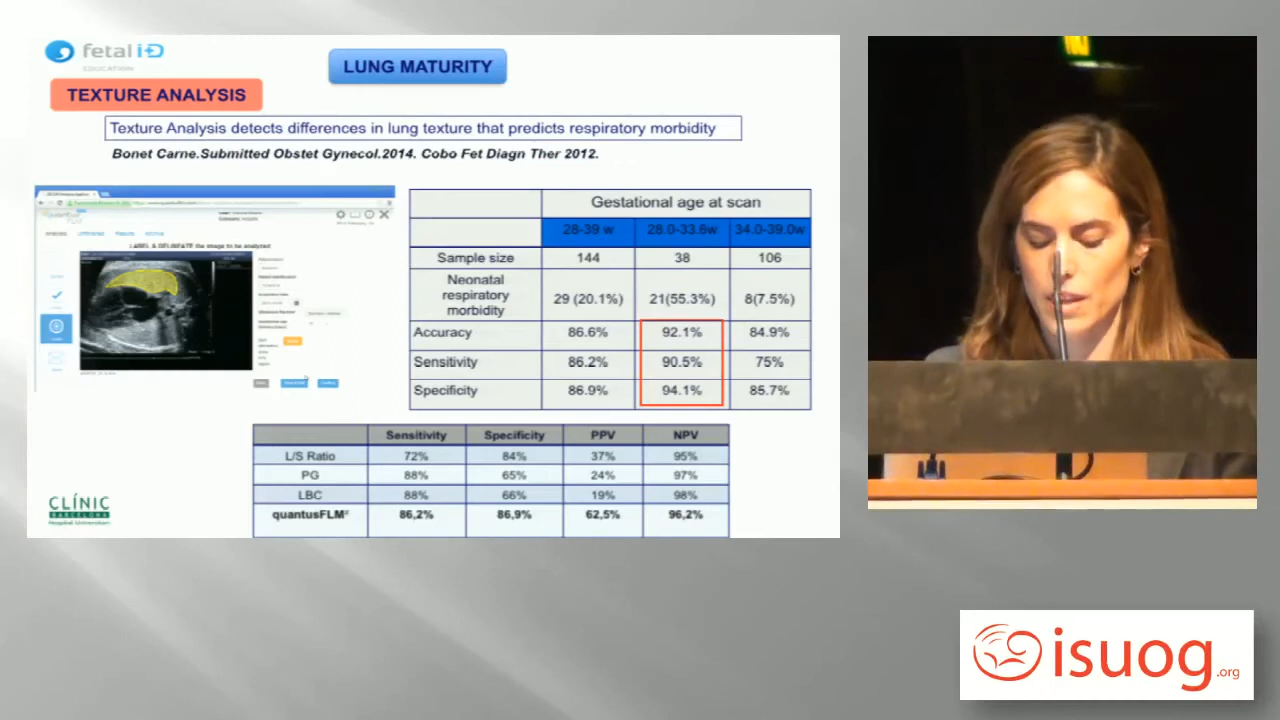 fetal i+D
EDUCATION
LUNG MATURITY
TEXTURE ANALYSIS
Texture Analysis detects differences in lung texture that predicts respiratory morbidity
Bonet Carne.Submitted Obstet Gynecol.2014. Cobo Fet Diagn Ther 2012.
LABEL & DELINEATE the image to be analyzed
Gestational age at scan
28-39 w 28.0-33.6w 34.0-39.0w
Sample size 144 38 106
Neonatal respiratory morbidity 29 (20.1%) 21(55.3%) 8(7.5%)
Accuracy 86.6% 92.1% 84.9%
Sensitivity 86.2% 90.5% 75%
Specificity 86.9% 94.1% 85.7%
Sensitivity Specificity PPV NPV
L/S Ratio 72% 84% 37% 95%
PG 88% 65% 24% 97%
LBC 88% 66% 19% 98%
quantusFLM² 86,2% 86,9% 62,5% 96,2%
CLÍNIC
BARCELONA
Hospital Universitari
isuog.org